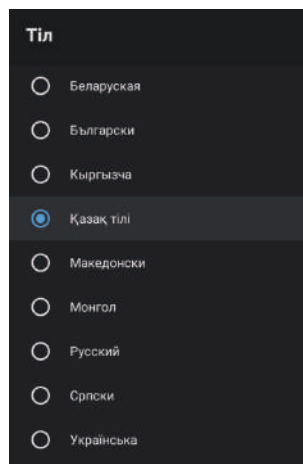 Тіл
Беларуская
Български
Кыргызча
Қазақ тілі
Македонски
Монгол
Русский
Српски
Українська